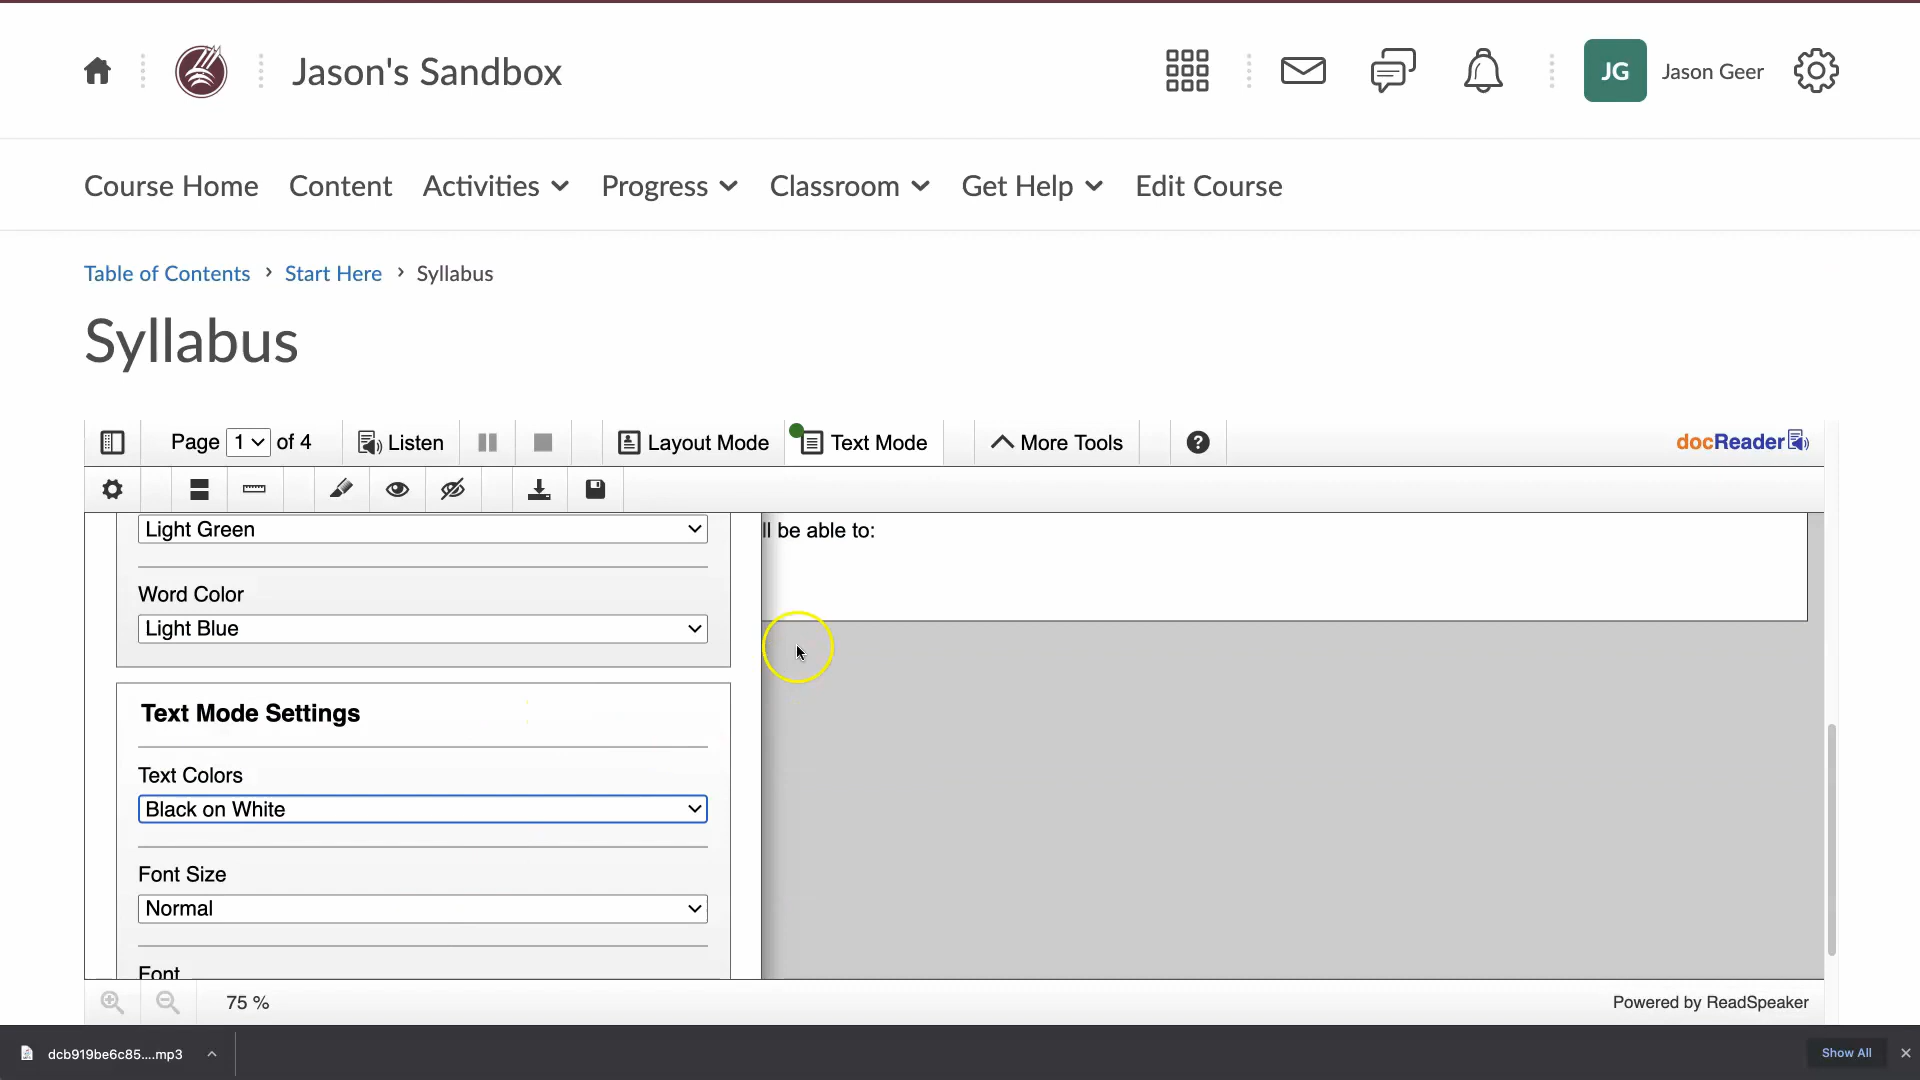 Jason's Sandbox
JG
Jason Geer
Course Home
Content
Activities
Progress
Classroom
Get Help
Edit Course
Table of Contents › Start Here › Syllabus
Syllabus
Page 1 of 4
Listen
Layout Mode
Text Mode
More Tools
?
docReader
Light Green
ll be able to:
Word Color
Light Blue
Text Mode Settings
Text Colors
Black on White
Font Size
Normal
Font
75 %
Powered by ReadSpeaker
dcb919be6c85....mp3
Show All